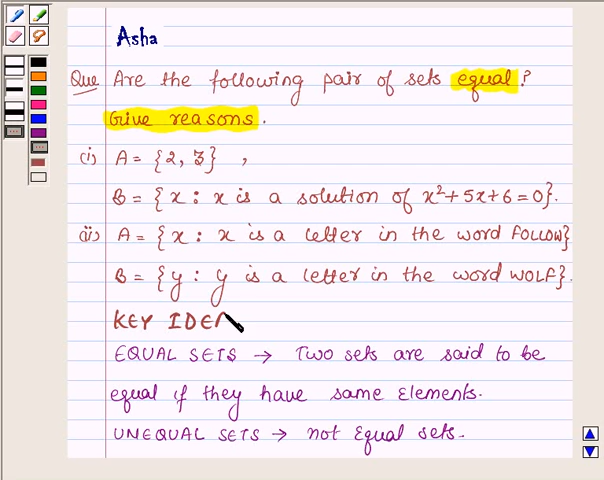 Asha
Que Are the following pair of sets equal?
Give reasons.
(i) A = {2, 3} ,
B = {x : x is a solution of x²+5x+6=0}.
(ii) A = {x : x is a letter in the word FOLLOW}
B = {y : y is a letter in the word WOLF}.
KEY IDEA
EQUAL SETS → Two sets are said to be
equal if they have same Elements.
UNEQUAL SETS → not Equal sets.